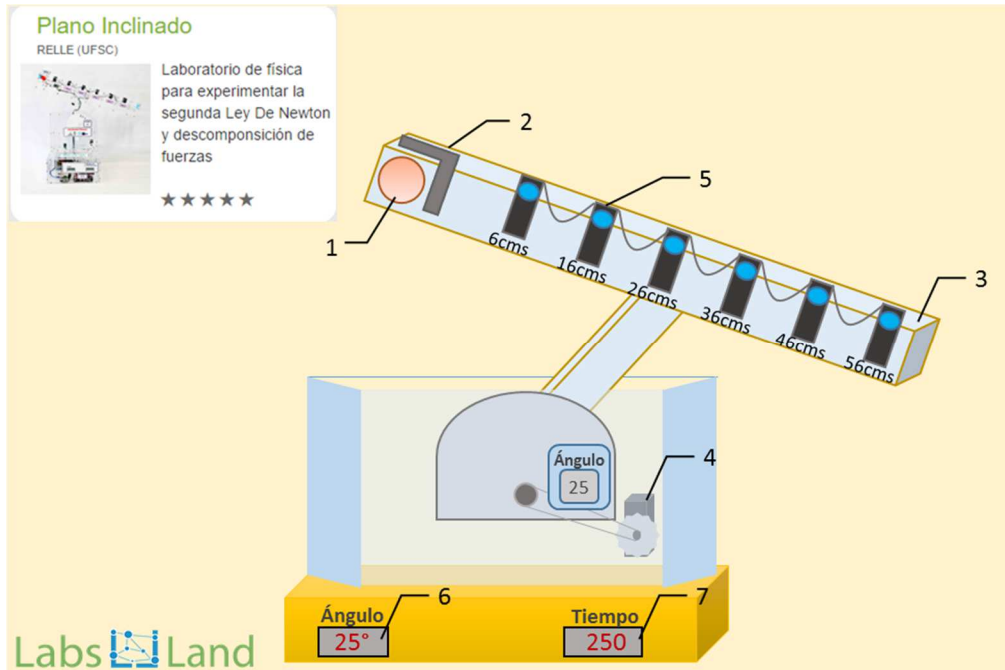 Plano Inclinado
RELLE (UFSC)
Laboratorio de física
para experimentar la
segunda Ley De Newton
y descomponsición de
fuerzas
★★★★★
2
5
1
6cms
16cms
26cms
36cms
46cms
56cms
3
Ángulo
25
4
6
7
Ángulo
25°
Tiempo
250
Labs Land